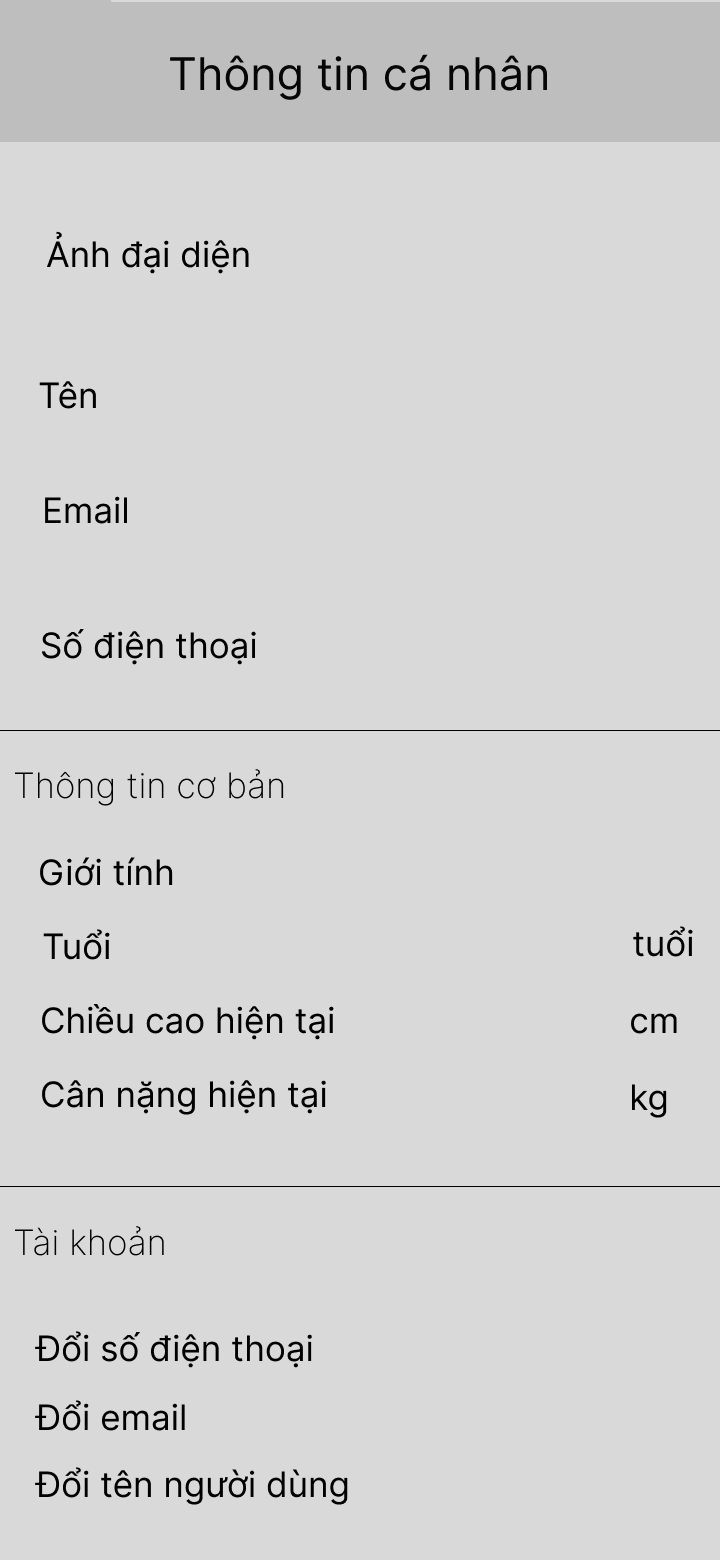 Thông tin cá nhân
Ảnh đại diện
Tên
Email
Số điện thoại
Thông tin cơ bản
Giới tính
Tuổi tuổi
Chiều cao hiện tại cm
Cân nặng hiện tại kg
Tài khoản
Đổi số điện thoại
Đổi email
Đổi tên người dùng